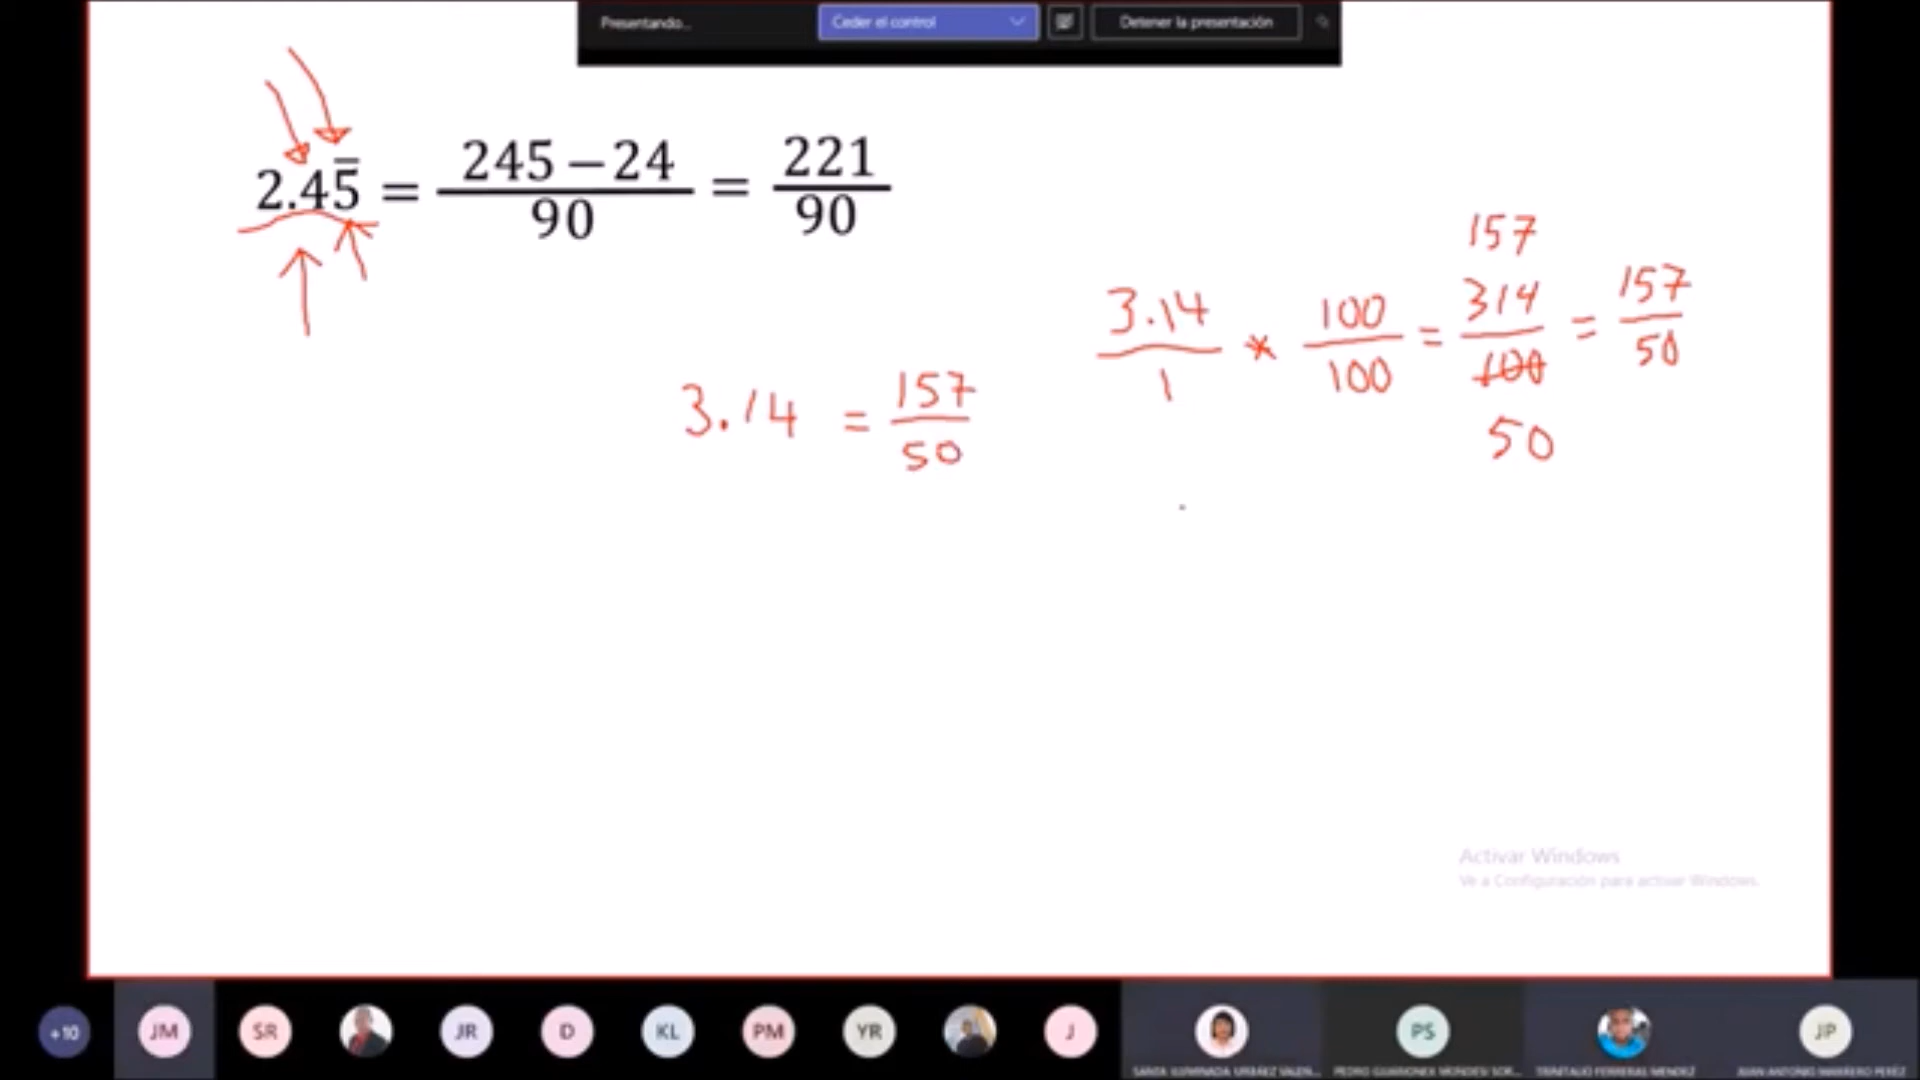 Presentando...
Ceder el control
Detener la presentación
2.45̅ = 245 – 24 / 90 = 221 / 90
157
3.14 / 1 * 100 / 100 = 314 / 100 = 157 / 50
50
3.14 = 157 / 50
Activar Windows
Ve a Configuración para activar Windows.
+10 JM SR JR D KL PM YR J PS JP